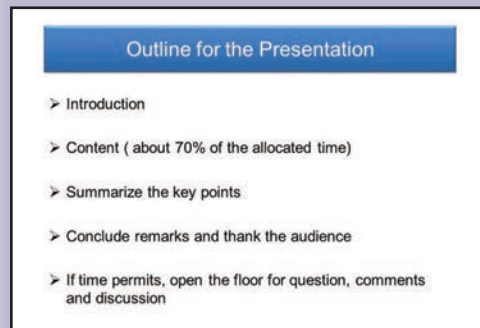 Outline for the Presentation
➢ Introduction
➢ Content ( about 70% of the allocated time)
➢ Summarize the key points
➢ Conclude remarks and thank the audience
➢ If time permits, open the floor for question, comments
and discussion